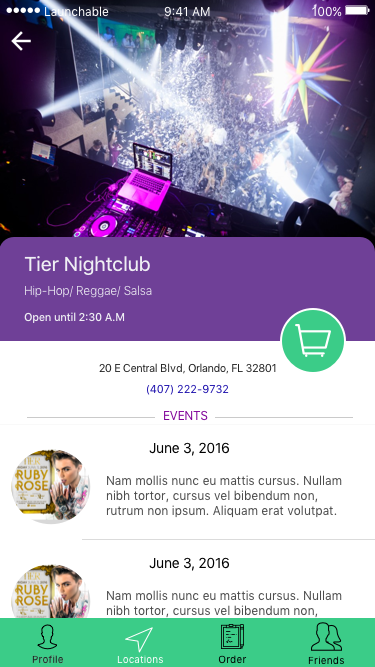 Launchable 9:41 AM 100%
Tier Nightclub
Hip-Hop/ Reggae/ Salsa
Open until 2:30 A.M
20 E Central Blvd, Orlando, FL 32801
(407) 222-9732
EVENTS
June 3, 2016
RUBY
ROSE
Nam mollis nunc eu mattis cursus. Nullam
nibh tortor, cursus vel bibendum non,
rutrum non ipsum. Aliquam erat volutpat.
June 3, 2016
RUBY
ROSE
Nam mollis nunc eu mattis cursus. Nullam
nibh tortor, cursus vel bibendum non,
Profile Locations Order Friends